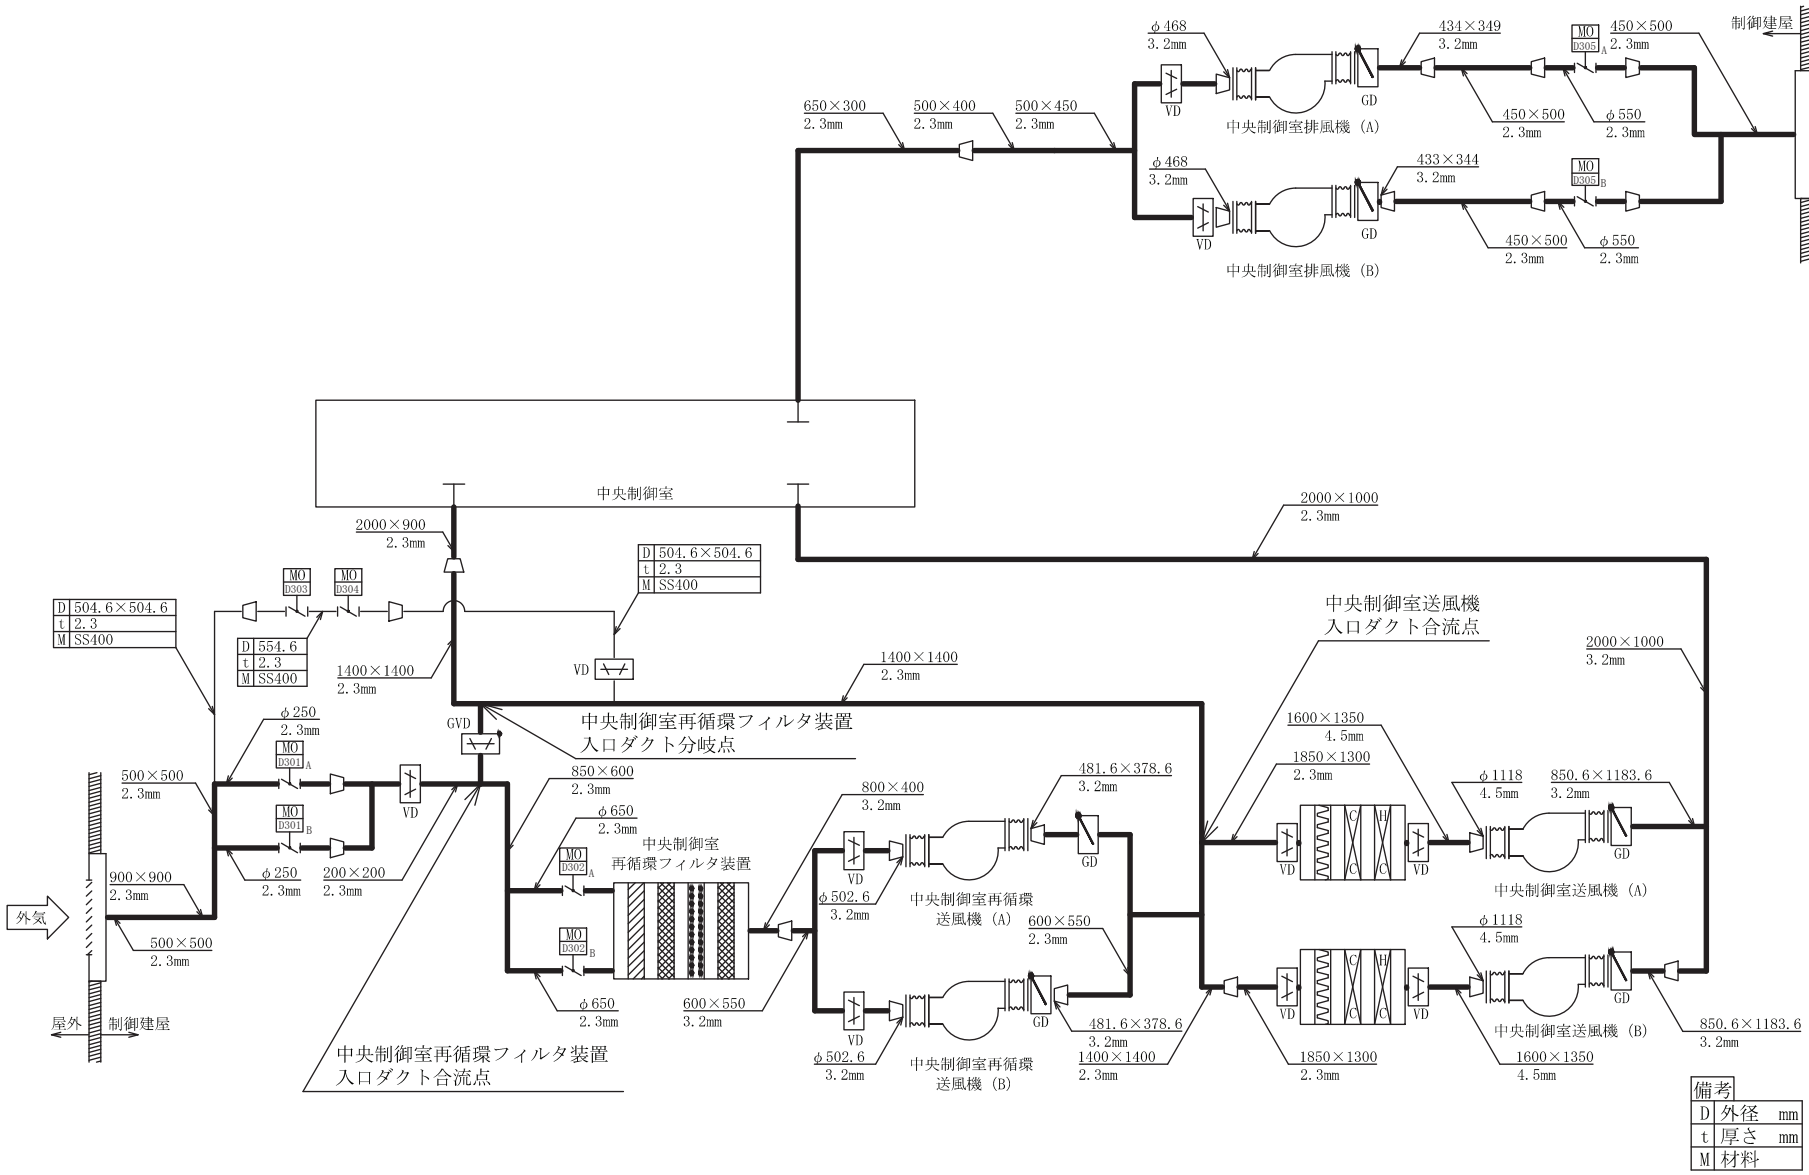 制御建屋
φ468
3.2mm
434×349
3.2mm
MO
D305 A
450×500
2.3mm
VD
GD
中央制御室排風機 (A)
450×500
2.3mm
φ550
2.3mm
650×300
2.3mm
500×400
2.3mm
500×450
2.3mm
φ468
3.2mm
433×344
3.2mm
MO
D305 B
VD
GD
中央制御室排風機 (B)
450×500
2.3mm
φ550
2.3mm
中央制御室
2000×900
2.3mm
2000×1000
2.3mm
D 504.6×504.6
t 2.3
M SS400
MO
D303
MO
D304
D 504.6×504.6
t 2.3
M SS400
D 554.6
t 2.3
M SS400
1400×1400
2.3mm
VD
1400×1400
2.3mm
中央制御室送風機
入口ダクト合流点
2000×1000
3.2mm
φ250
2.3mm
GVD
中央制御室再循環フィルタ装置
入口ダクト分岐点
1600×1350
4.5mm
1850×1300
2.3mm
500×500
2.3mm
MO
D301 A
MO
D301 B
VD
850×600
2.3mm
φ650
2.3mm
800×400
3.2mm
481.6×378.6
3.2mm
φ1118
4.5mm
850.6×1183.6
3.2mm
中央制御室
再循環フィルタ装置
MO
D302 A
VD
GD
VD
C
C
H
C
VD
GD
900×900
2.3mm
φ250
2.3mm
200×200
2.3mm
φ502.6
3.2mm
中央制御室再循環
送風機 (A)
中央制御室送風機 (A)
外気
500×500
2.3mm
MO
D302 B
600×550
2.3mm
φ1118
4.5mm
φ650
2.3mm
600×550
3.2mm
VD
GD
VD
C
C
H
C
VD
GD
屋外
制御建屋
481.6×378.6
3.2mm
中央制御室送風機 (B)
850.6×1183.6
3.2mm
中央制御室再循環フィルタ装置
入口ダクト合流点
φ502.6
3.2mm
中央制御室再循環
送風機 (B)
1400×1400
2.3mm
1850×1300
2.3mm
1600×1350
4.5mm
備考
D 外径 mm
t 厚さ mm
M 材料